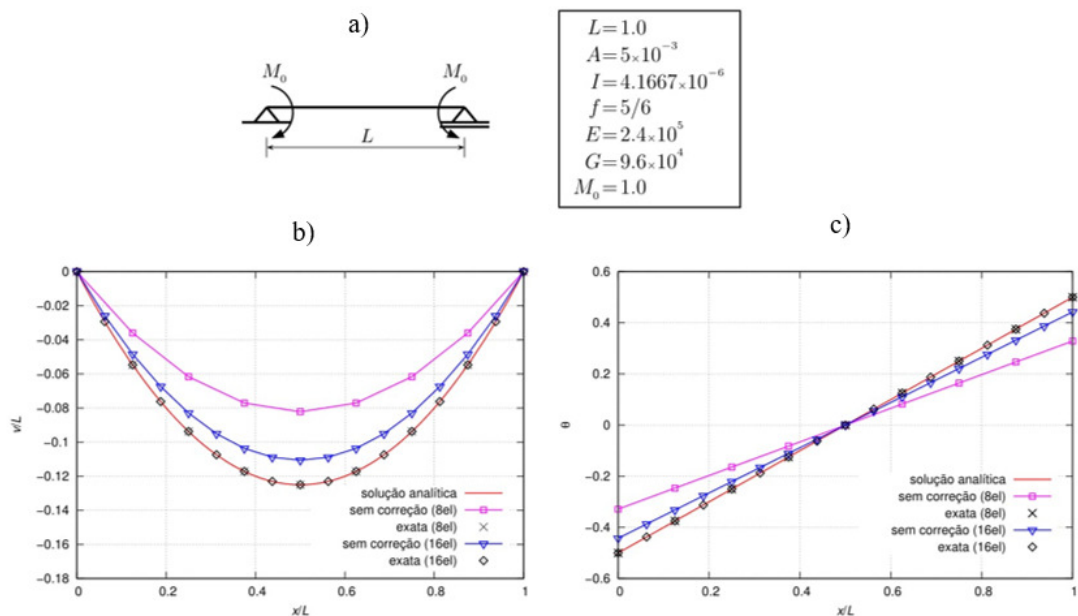 a)
M₀ M₀
L
L=1.0
A=5×10⁻³
I=4.1667×10⁻⁶
f=5/6
E=2.4×10⁵
G=9.6×10⁴
M₀=1.0
b)
0
−0.02
−0.04
−0.06
−0.08
−0.1
−0.12
−0.14
−0.16
−0.18
v/L
solução analítica
sem correção (8el)
exata (8el)
sem correção (16el)
exata (16el)
0 0.2 0.4 0.6 0.8 1
x/L
c)
0.6
0.4
0.2
0
−0.2
−0.4
−0.6
θ
solução analítica
sem correção (8el)
exata (8el)
sem correção (16el)
exata (16el)
0 0.2 0.4 0.6 0.8 1
x/L